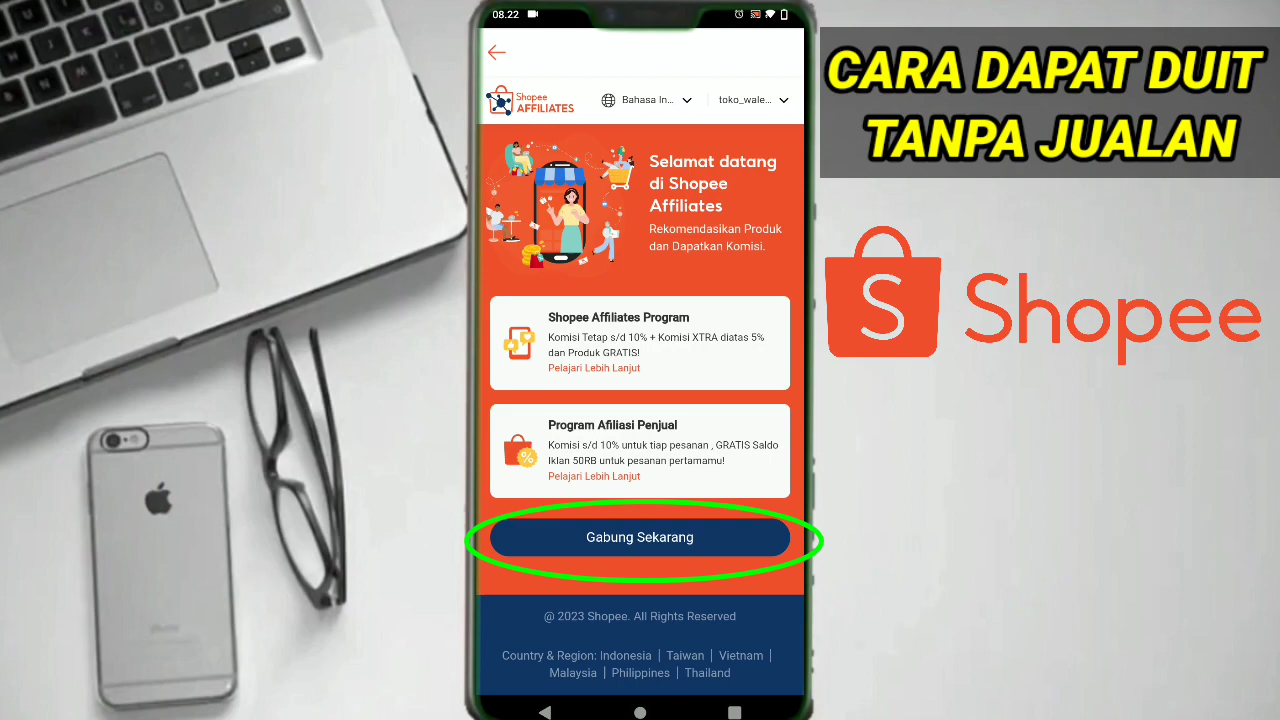 08.22
CARA DAPAT DUIT
TANPA JUALAN
Shopee
AFFILIATES
Bahasa In...
toko_wale...
Selamat datang
di Shopee
Affiliates
Rekomendasikan Produk
dan Dapatkan Komisi.
S Shopee
Shopee Affiliates Program
Komisi Tetap s/d 10% + Komisi XTRA diatas 5%
dan Produk GRATIS!
Pelajari Lebih Lanjut
Program Afiliasi Penjual
Komisi s/d 10% untuk tiap pesanan , GRATIS Saldo
Iklan 50RB untuk pesanan pertamamu!
Pelajari Lebih Lanjut
Gabung Sekarang
@ 2023 Shopee. All Rights Reserved
Country & Region: Indonesia | Taiwan | Vietnam |
Malaysia | Philippines | Thailand